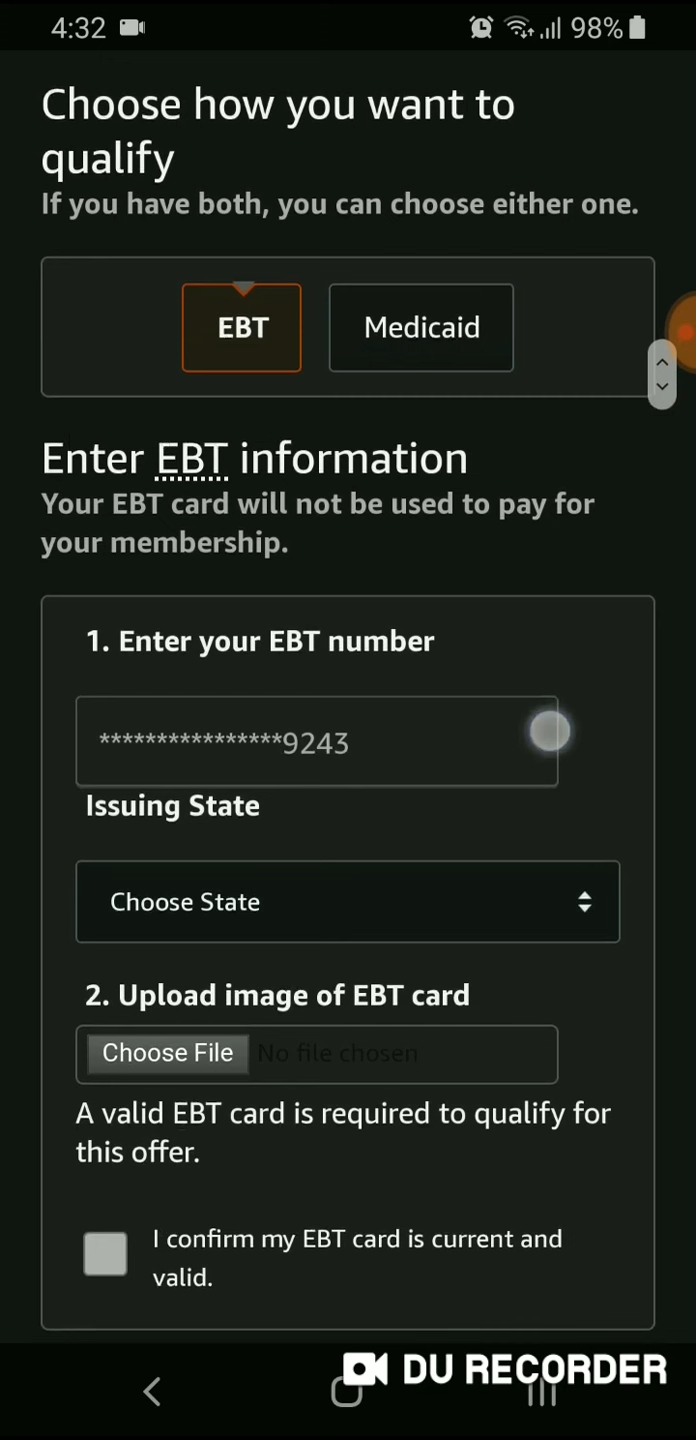 4:32 98%
Choose how you want to
qualify
If you have both, you can choose either one.
EBT Medicaid
Enter EBT information
Your EBT card will not be used to pay for
your membership.
1. Enter your EBT number
****************9243
Issuing State
Choose State
2. Upload image of EBT card
Choose File No file chosen
A valid EBT card is required to qualify for
this offer.
I confirm my EBT card is current and
valid.
DU RECORDER